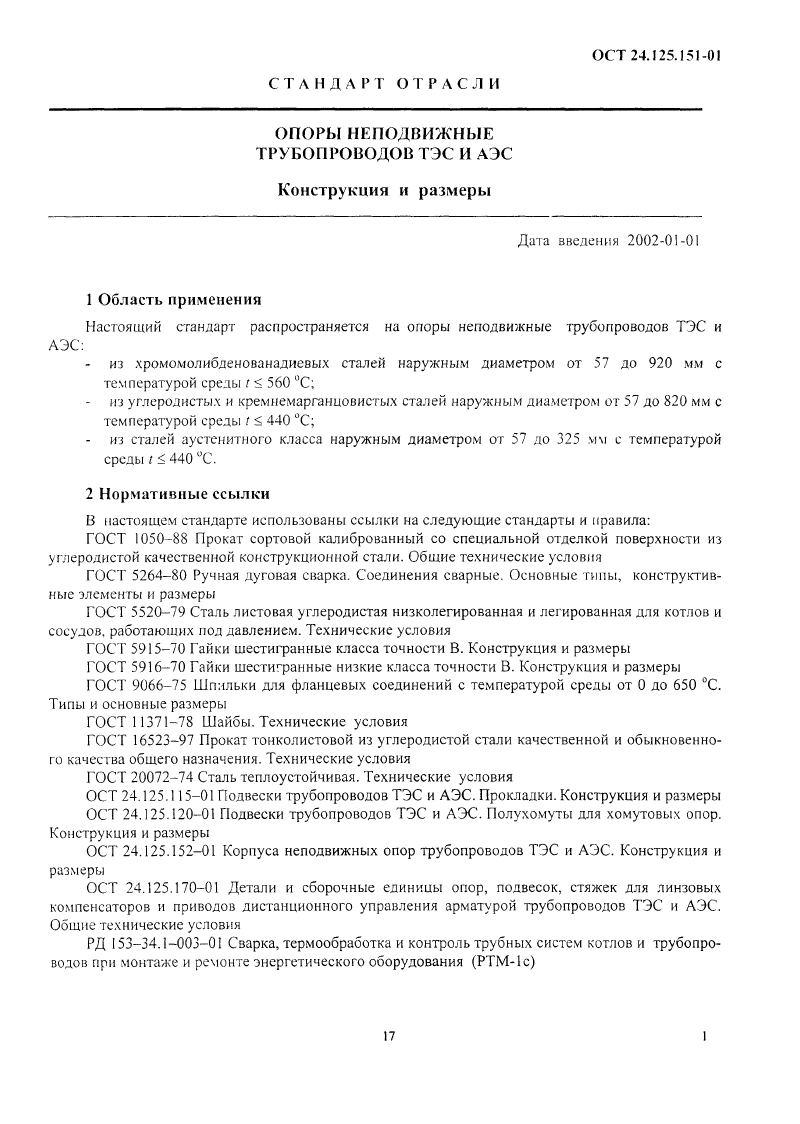 ОСТ 24.125.151-01
СТАНДАРТ ОТРАСЛИ
ОПОРЫ НЕПОДВИЖНЫЕ
ТРУБОПРОВОДОВ ТЭС И АЭС
Конструкция и размеры
Дата введения 2002-01-01
1 Область применения
Настоящий стандарт распространяется на опоры неподвижные трубопроводов ТЭС и
АЭС:
- из хромомолибденованадиевых сталей наружным диаметром от 57 до 920 мм с
температурой среды t ≤ 560 °С;
- из углеродистых и кремнемарганцовистых сталей наружным диаметром от 57 до 820 мм с
температурой среды t ≤ 440 °С;
- из сталей аустенитного класса наружным диаметром от 57 до 325 мм с температурой
среды t ≤ 440 °С.
2 Нормативные ссылки
В настоящем стандарте использованы ссылки на следующие стандарты и правила:
ГОСТ 1050–88 Прокат сортовой калиброванный со специальной отделкой поверхности из
углеродистой качественной конструкционной стали. Общие технические условия
ГОСТ 5264–80 Ручная дуговая сварка. Соединения сварные. Основные типы, конструктив-
ные элементы и размеры
ГОСТ 5520–79 Сталь листовая углеродистая низколегированная и легированная для котлов и
сосудов, работающих под давлением. Технические условия
ГОСТ 5915–70 Гайки шестигранные класса точности В. Конструкция и размеры
ГОСТ 5916–70 Гайки шестигранные низкие класса точности В. Конструкция и размеры
ГОСТ 9066–75 Шпильки для фланцевых соединений с температурой среды от 0 до 650 °С.
Типы и основные размеры
ГОСТ 11371–78 Шайбы. Технические условия
ГОСТ 16523–97 Прокат тонколистовой из углеродистой стали качественной и обыкновенно-
го качества общего назначения. Технические условия
ГОСТ 20072–74 Сталь теплоустойчивая. Технические условия
ОСТ 24.125.115–01 Подвески трубопроводов ТЭС и АЭС. Прокладки. Конструкция и размеры
ОСТ 24.125.120–01 Подвески трубопроводов ТЭС и АЭС. Полухомуты для хомутовых опор.
Конструкция и размеры
ОСТ 24.125.152–01 Корпуса неподвижных опор трубопроводов ТЭС и АЭС. Конструкция и
размеры
ОСТ 24.125.170–01 Детали и сборочные единицы опор, подвесок, стяжек для линзовых
компенсаторов и приводов дистанционного управления арматурой трубопроводов ТЭС и АЭС.
Общие технические условия
РД 153–34.1–003–01 Сварка, термообработка и контроль трубных систем котлов и трубопро-
водов при монтаже и ремонте энергетического оборудования (РТМ-1с)
17 1